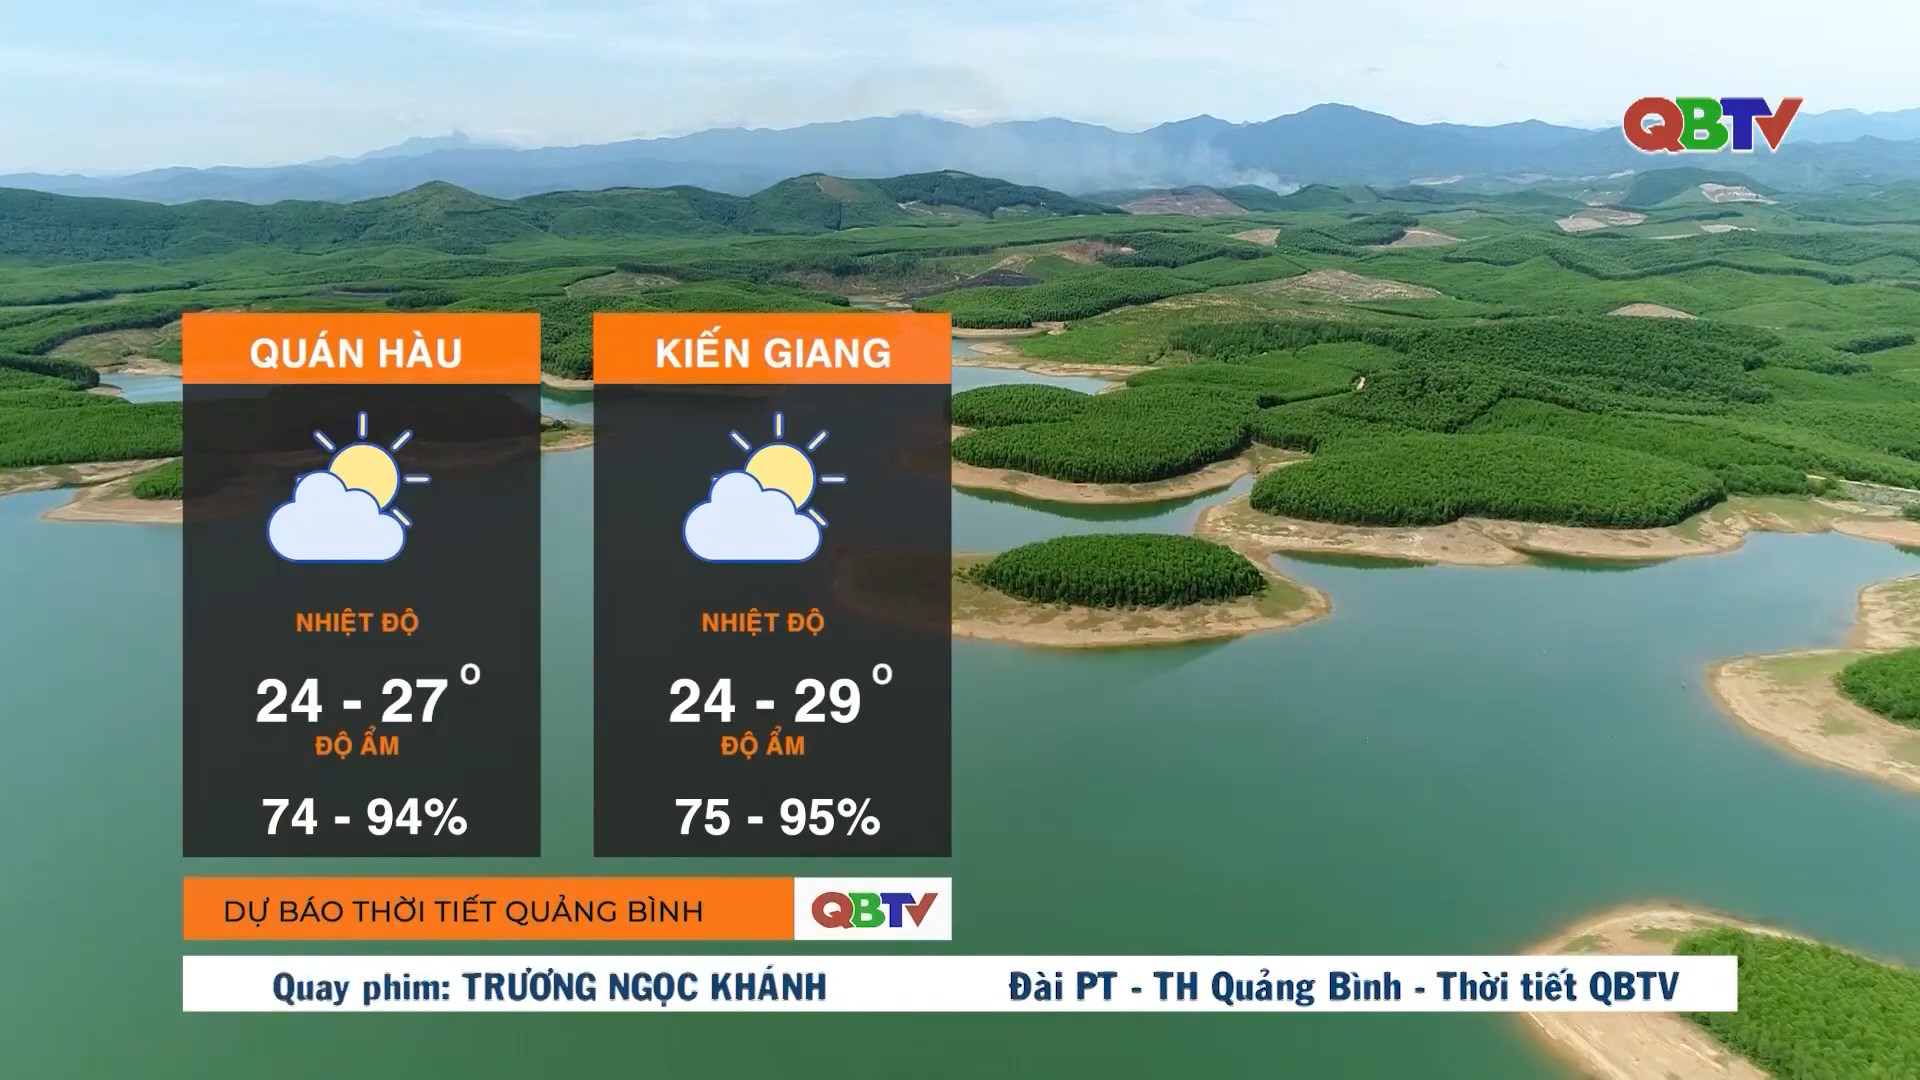 QBTV
QUÁN HÀU
NHIỆT ĐỘ
24 - 27°
ĐỘ ẨM
74 - 94%
KIẾN GIANG
NHIỆT ĐỘ
24 - 29°
ĐỘ ẨM
75 - 95%
DỰ BÁO THỜI TIẾT QUẢNG BÌNH QBTV
Quay phim: TRƯƠNG NGỌC KHÁNH Đài PT - TH Quảng Bình - Thời tiết QBTV